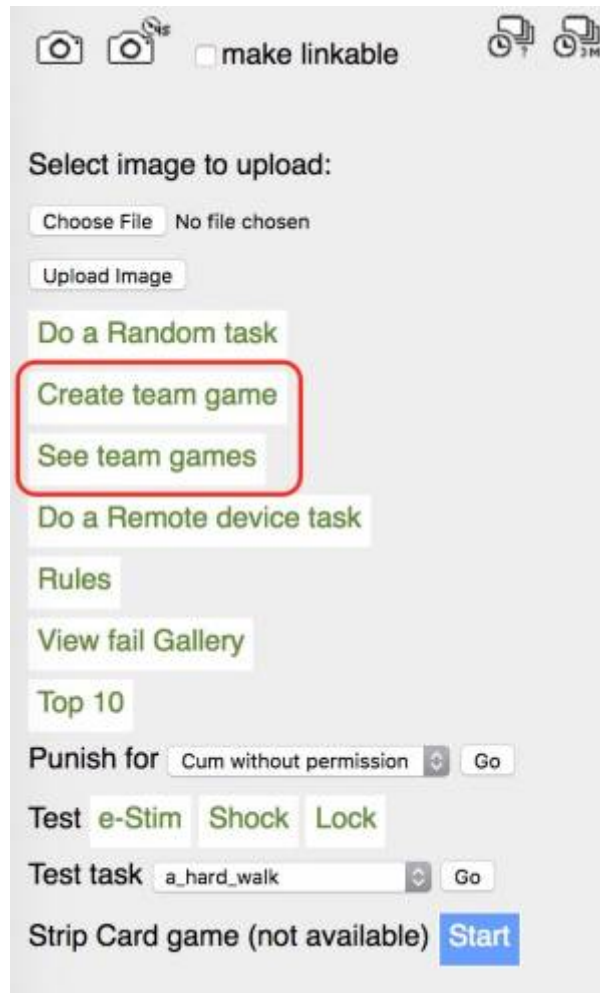 4s
make linkable
?
3M
Select image to upload:
Choose File No file chosen
Upload Image
Do a Random task
Create team game
See team games
Do a Remote device task
Rules
View fail Gallery
Top 10
Punish for Cum without permission Go
Test e-Stim Shock Lock
Test task a_hard_walk Go
Strip Card game (not available) Start